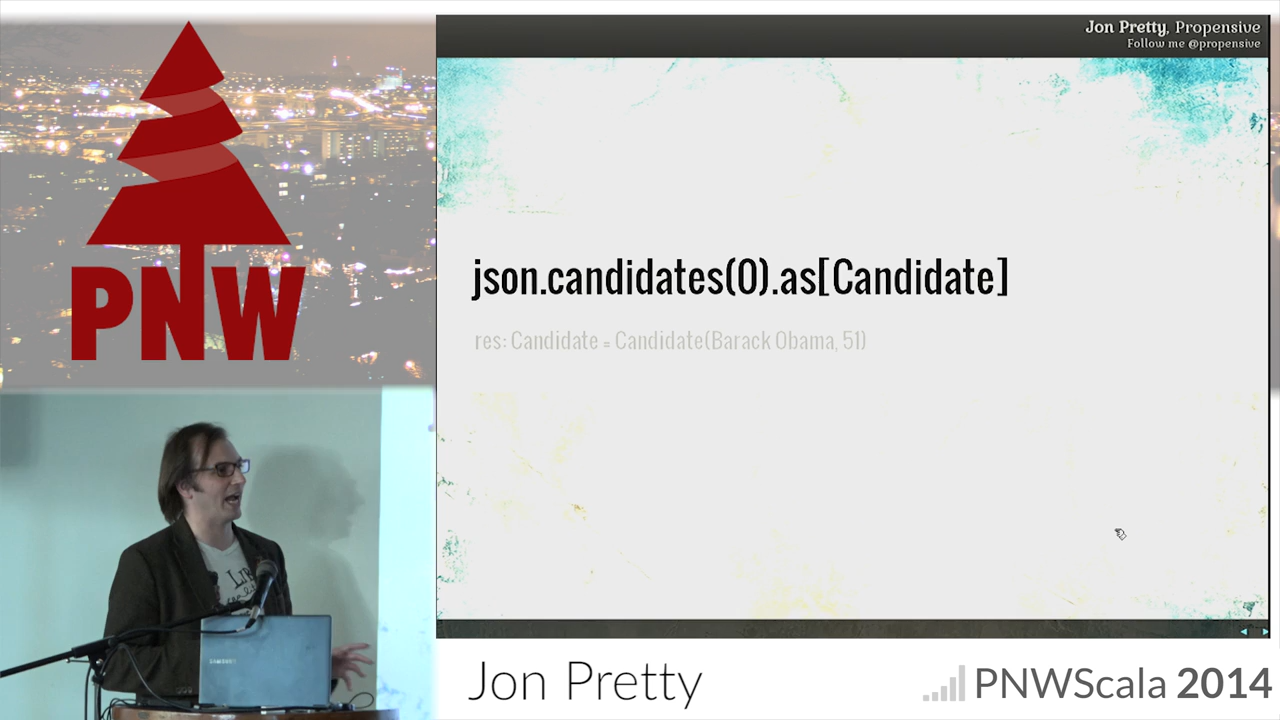 PNW
Jon Pretty, Propensive
Follow me @propensive
json.candidates(0).as[Candidate]
res: Candidate = Candidate(Barack Obama, 51)
SAMSUNG
Jon Pretty
PNWScala 2014